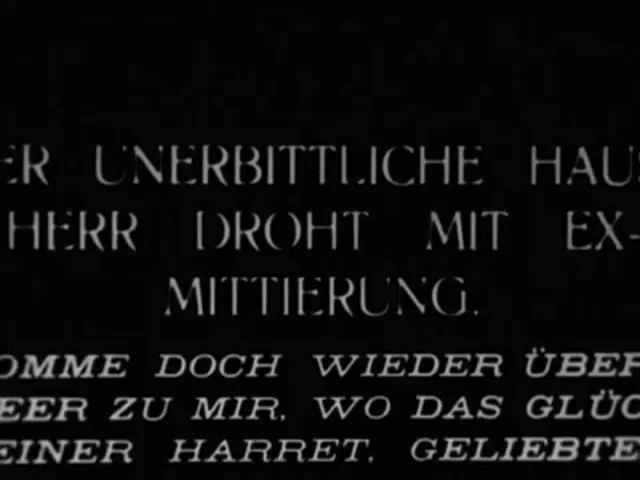 ER UNERBITTLICHE HAUS
HERR DROHT MIT EX-
MITTIERUNG.
OMME DOCH WIEDER ÜBER
EER ZU MIR, WO DAS GLÜC
EINER HARRET, GELIEBTE